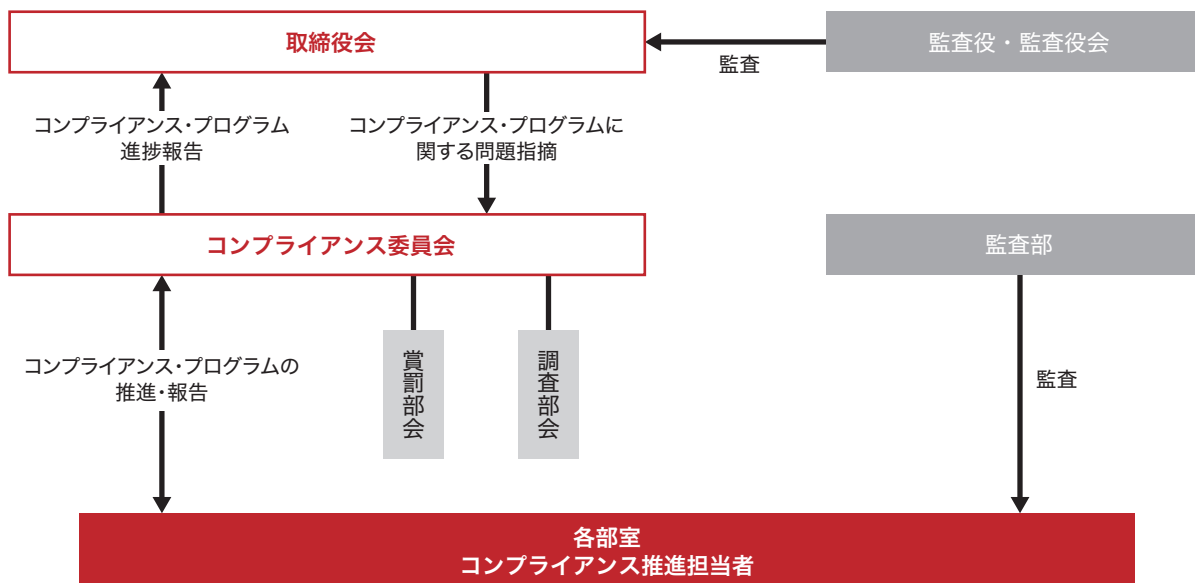 取締役会
監査役・監査役会
監査
コンプライアンス・プログラム
進捗報告
コンプライアンス・プログラムに
関する問題指摘
コンプライアンス委員会
監査部
コンプライアンス・プログラムの
推進・報告
賞罰部会
調査部会
監査
各部室
コンプライアンス推進担当者